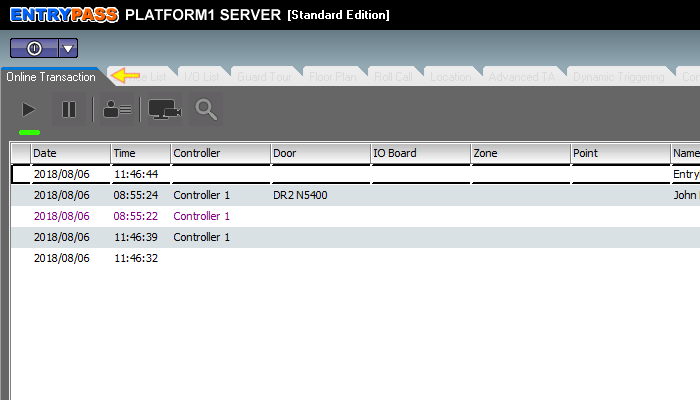 ENTRYPASS PLATFORM1 SERVER [Standard Edition]
Online Transaction List I/O List Guard Tour Floor Plan Roll Call Location Advanced TA Dynamic Triggering Con
Date Time Controller Door IO Board Zone Point Name
2018/08/06 11:46:44 Entry
2018/08/06 08:55:24 Controller 1 DR2 N5400 John
2018/08/06 08:55:22 Controller 1
2018/08/06 11:46:39 Controller 1
2018/08/06 11:46:32